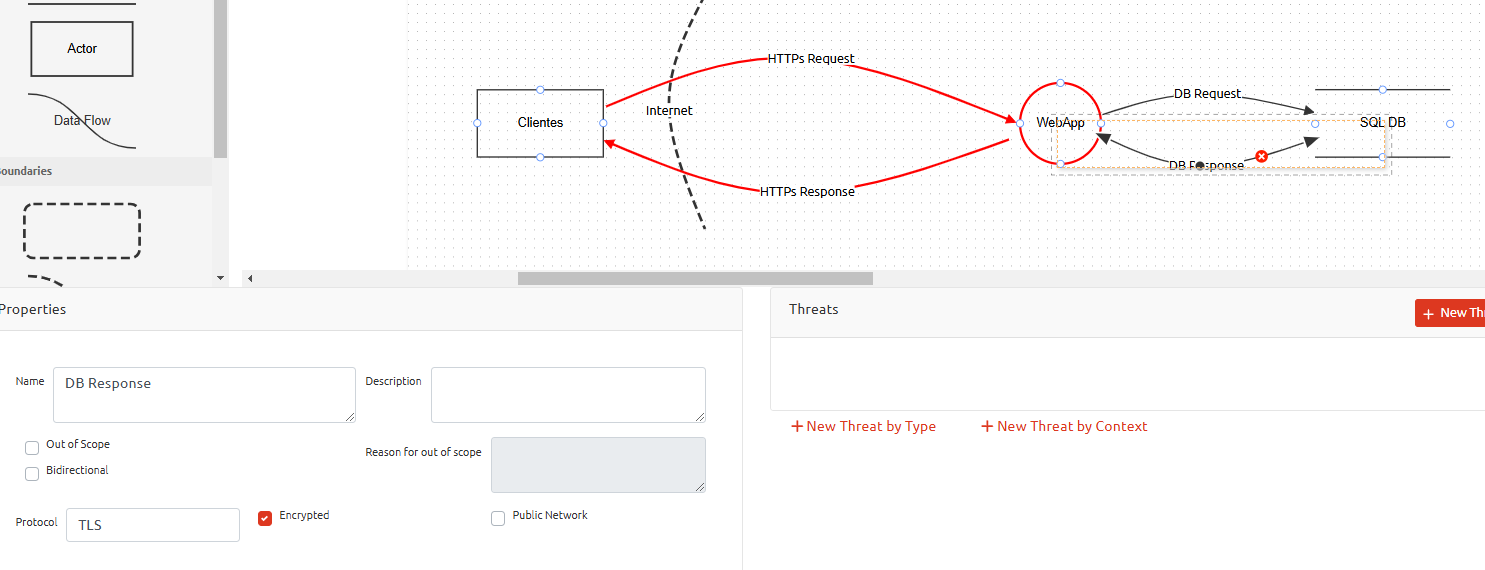 Actor
Data Flow
oundaries
HTTPs Request
Internet
Clientes
WebApp
DB Request
SQL DB
DB Response
HTTPs Response
Properties
Name
DB Response
Description
Out of Scope
Bidirectional
Reason for out of scope
Protocol
TLS
Encrypted
Public Network
Threats
+ New Thr
+ New Threat by Type
+ New Threat by Context